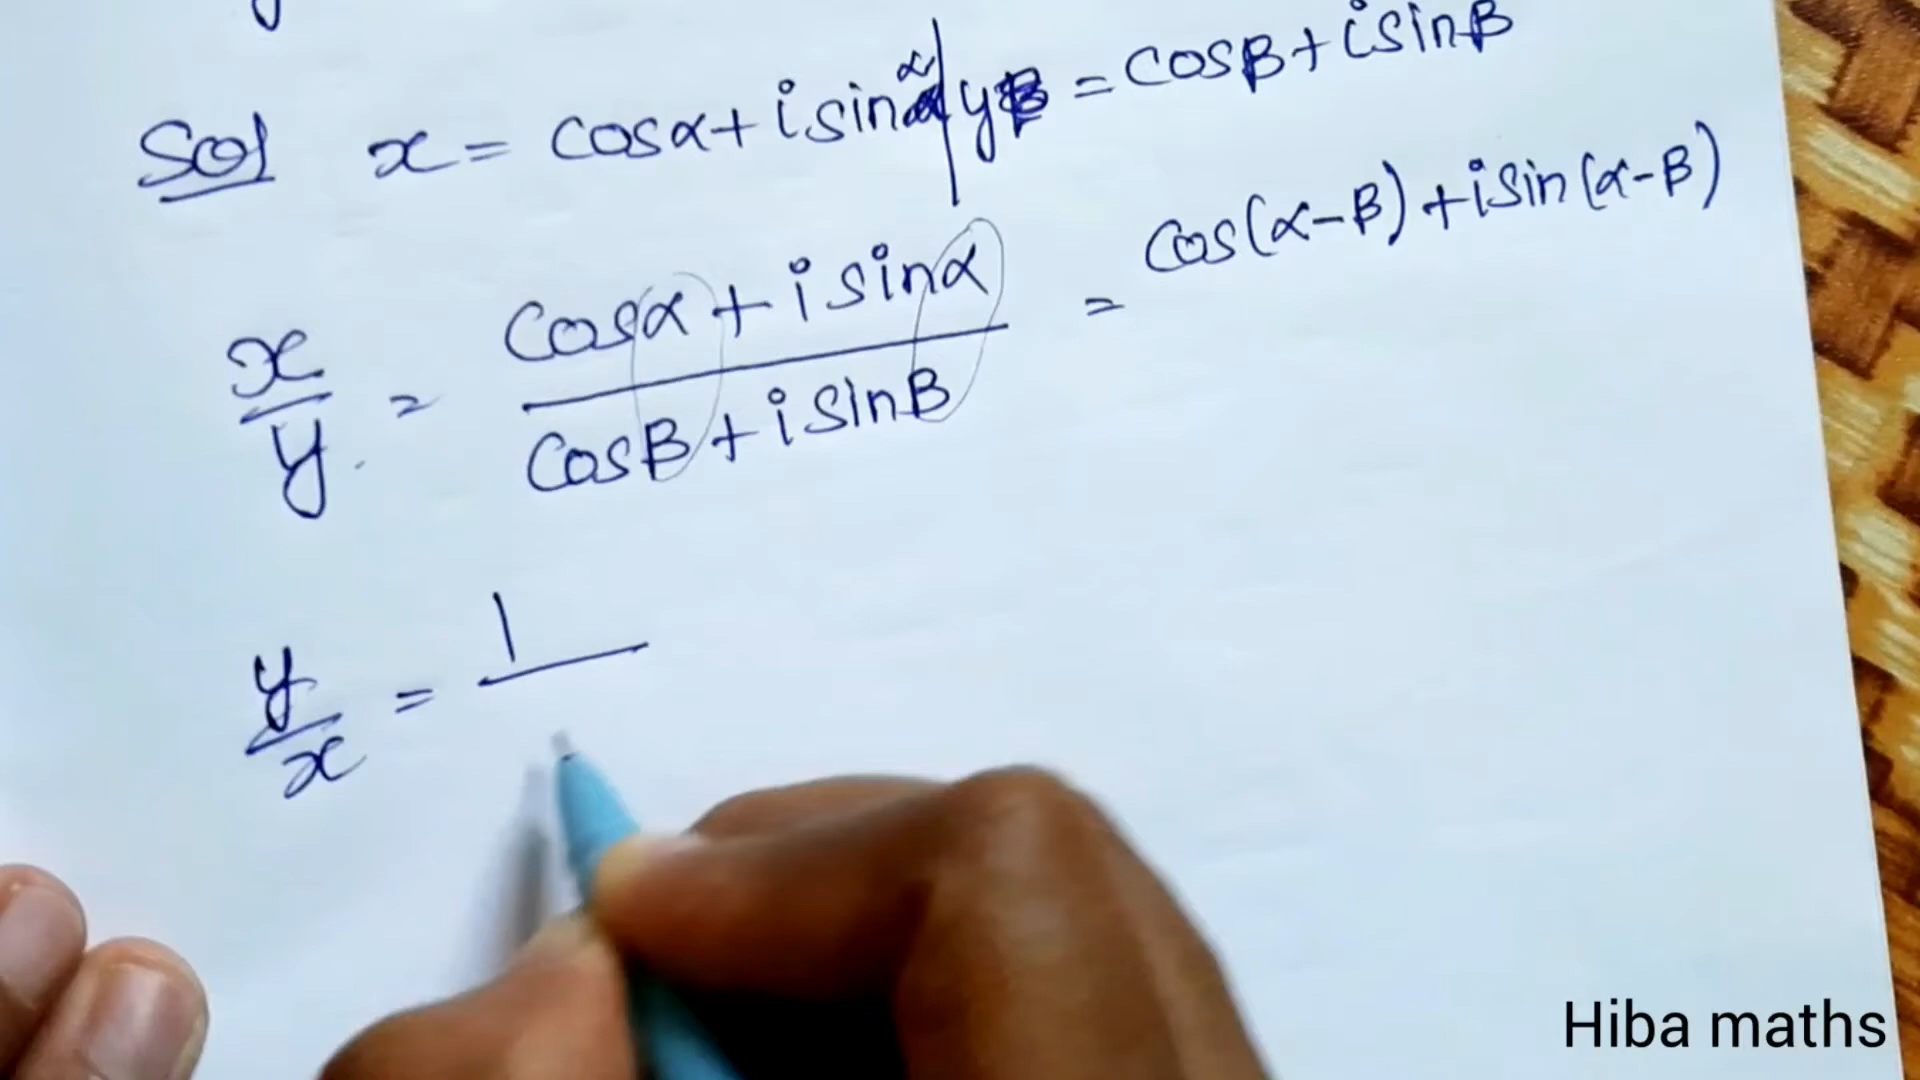 Sol x = cosα + i sinα | y = cosβ + i sinβ
x/y = cosα + i sinα / cosβ + i sinβ = cos(α-β) + i sin(α-β)
y/x = 1/
Hiba maths